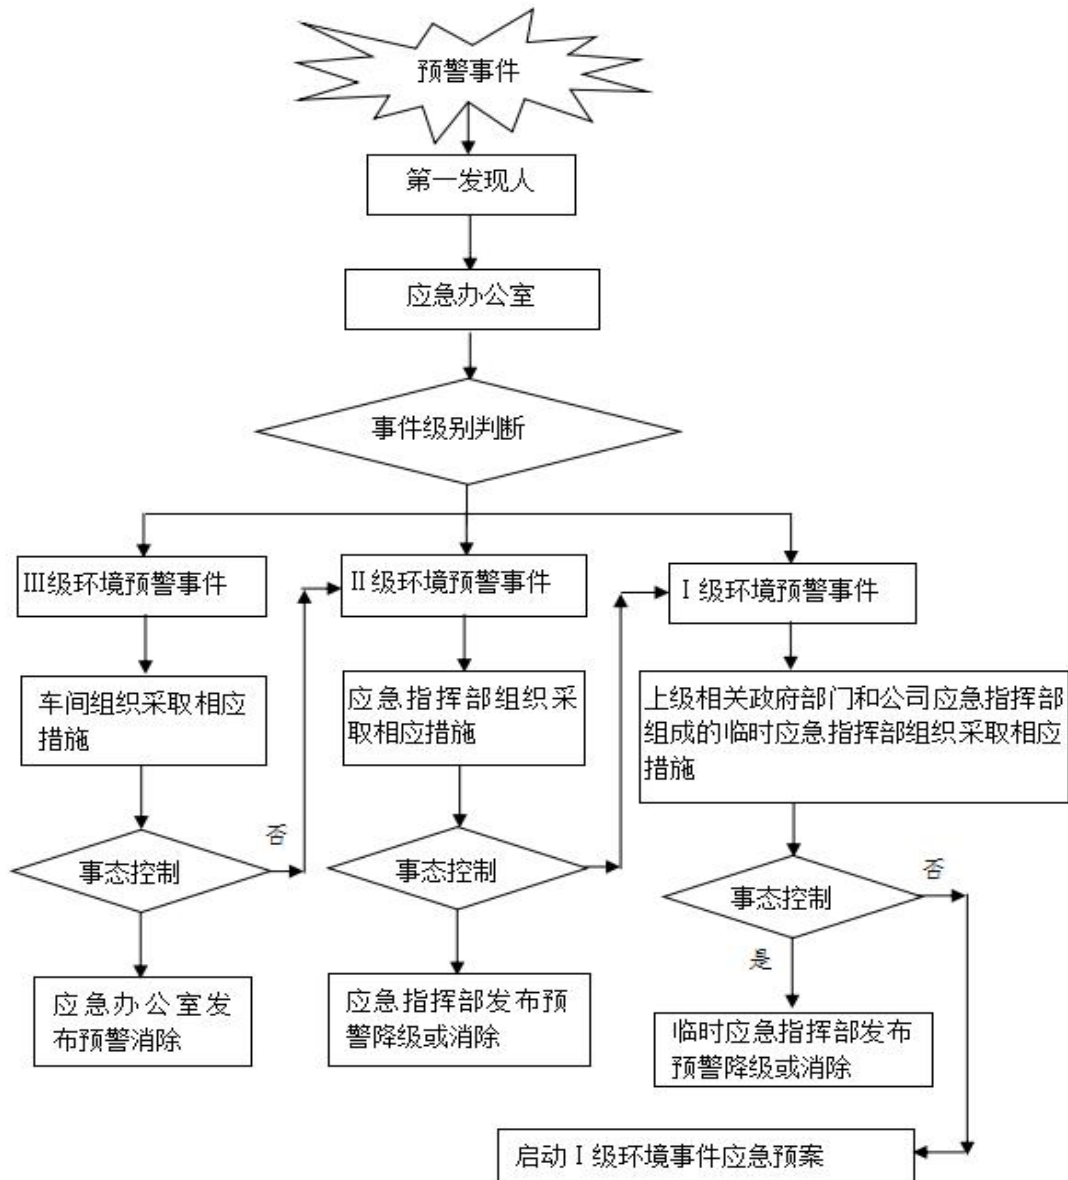 预警事件
第一发现人
应急办公室
事件级别判断
Ⅲ级环境预警事件
Ⅱ级环境预警事件
Ⅰ级环境预警事件
车间组织采取相应
措施
应急指挥部组织采
取相应措施
上级相关政府部门和公司应急指挥部
组成的临时应急指挥部组织采取相应
措施
否
事态控制
事态控制
否
事态控制
是
应急办公室发
布预警消除
应急指挥部发布预
警降级或消除
临时应急指挥部发布
预警降级或消除
启动Ⅰ级环境事件应急预案